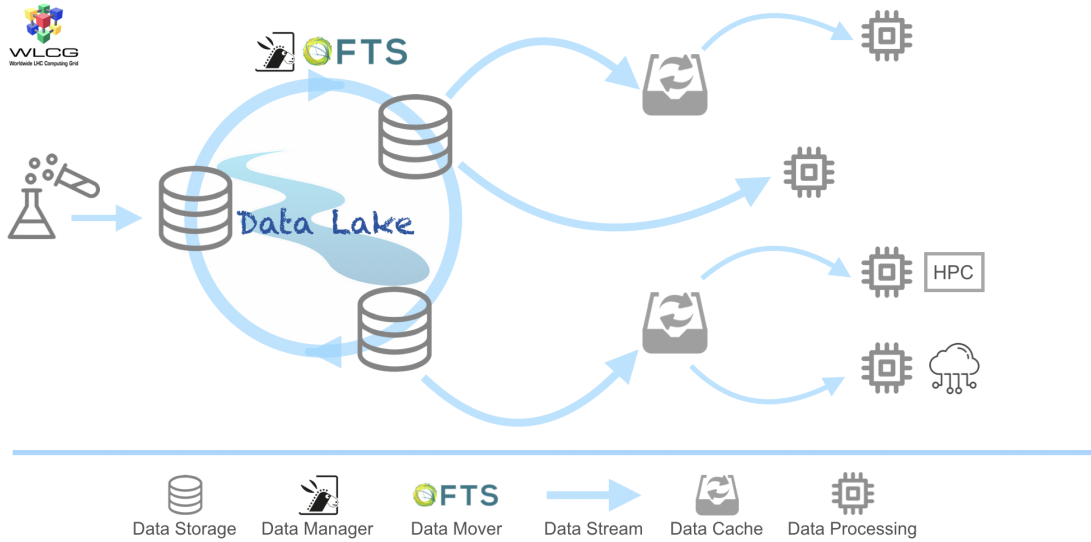 WLCG
Worldwide LHC Computing Grid
FTS
Data Lake
HPC
FTS
Data Storage
Data Manager
Data Mover
Data Stream
Data Cache
Data Processing